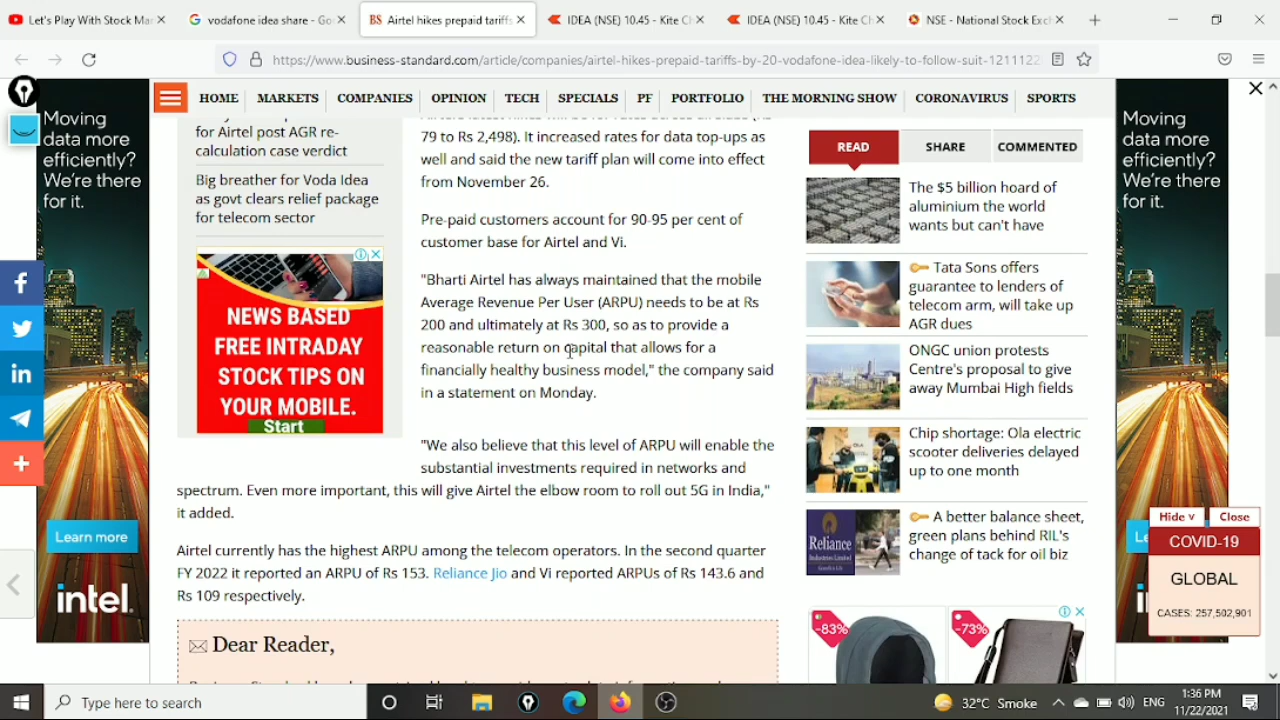 Let's Play With Stock Mar
vodafone idea share - Go
BS Airtel hikes prepaid tariffs
IDEA (NSE) 10.45 - Kite Ch
IDEA (NSE) 10.45 - Kite Ch
NSE - National Stock Exc
https://www.business-standard.com/article/companies/airtel-hikes-prepaid-tariffs-by-20-vodafone-idea-likely-to-follow-suit-1211122
HOME
MARKETS
COMPANIES
OPINION
TECH
SPECIALS
PF
PORTFOLIO
THE MORNING SHOW
CORONAVIRUS
SPORTS
Moving
data more
efficiently?
We're there
for it.
Learn more
intel.
for Airtel post AGR re-
calculation case verdict
Big breather for Voda Idea
as govt clears relief package
for telecom sector
NEWS BASED
FREE INTRADAY
STOCK TIPS ON
YOUR MOBILE.
Start
79 to Rs 2,498). It increased rates for data top-ups as
well and said the new tariff plan will come into effect
from November 26.
Pre-paid customers account for 90-95 per cent of
customer base for Airtel and Vi.
"Bharti Airtel has always maintained that the mobile
Average Revenue Per User (ARPU) needs to be at Rs
200 and ultimately at Rs 300, so as to provide a
reasonable return on capital that allows for a
financially healthy business model," the company said
in a statement on Monday.
"We also believe that this level of ARPU will enable the
substantial investments required in networks and
spectrum. Even more important, this will give Airtel the elbow room to roll out 5G in India,"
it added.
Airtel currently has the highest ARPU among the telecom operators. In the second quarter
FY 2022 it reported an ARPU of Rs 153. Reliance Jio and Vi reported ARPUs of Rs 143.6 and
Rs 109 respectively.
Dear Reader,
READ
SHARE
COMMENTED
The $5 billion hoard of
aluminium the world
wants but can't have
Tata Sons offers
guarantee to lenders of
telecom arm, will take up
AGR dues
ONGC union protests
Centre's proposal to give
away Mumbai High fields
Chip shortage: Ola electric
scooter deliveries delayed
up to one month
Reliance
A better balance sheet,
green plans behind RIL's
change of tack for oil biz
-83%
-73%
Moving
data more
efficiently?
We're there
for it.
Le
Hide v
Close
COVID-19
GLOBAL
CASES: 257,502,901
Type here to search
32°C Smoke
ENG
1:36 PM
11/22/2021